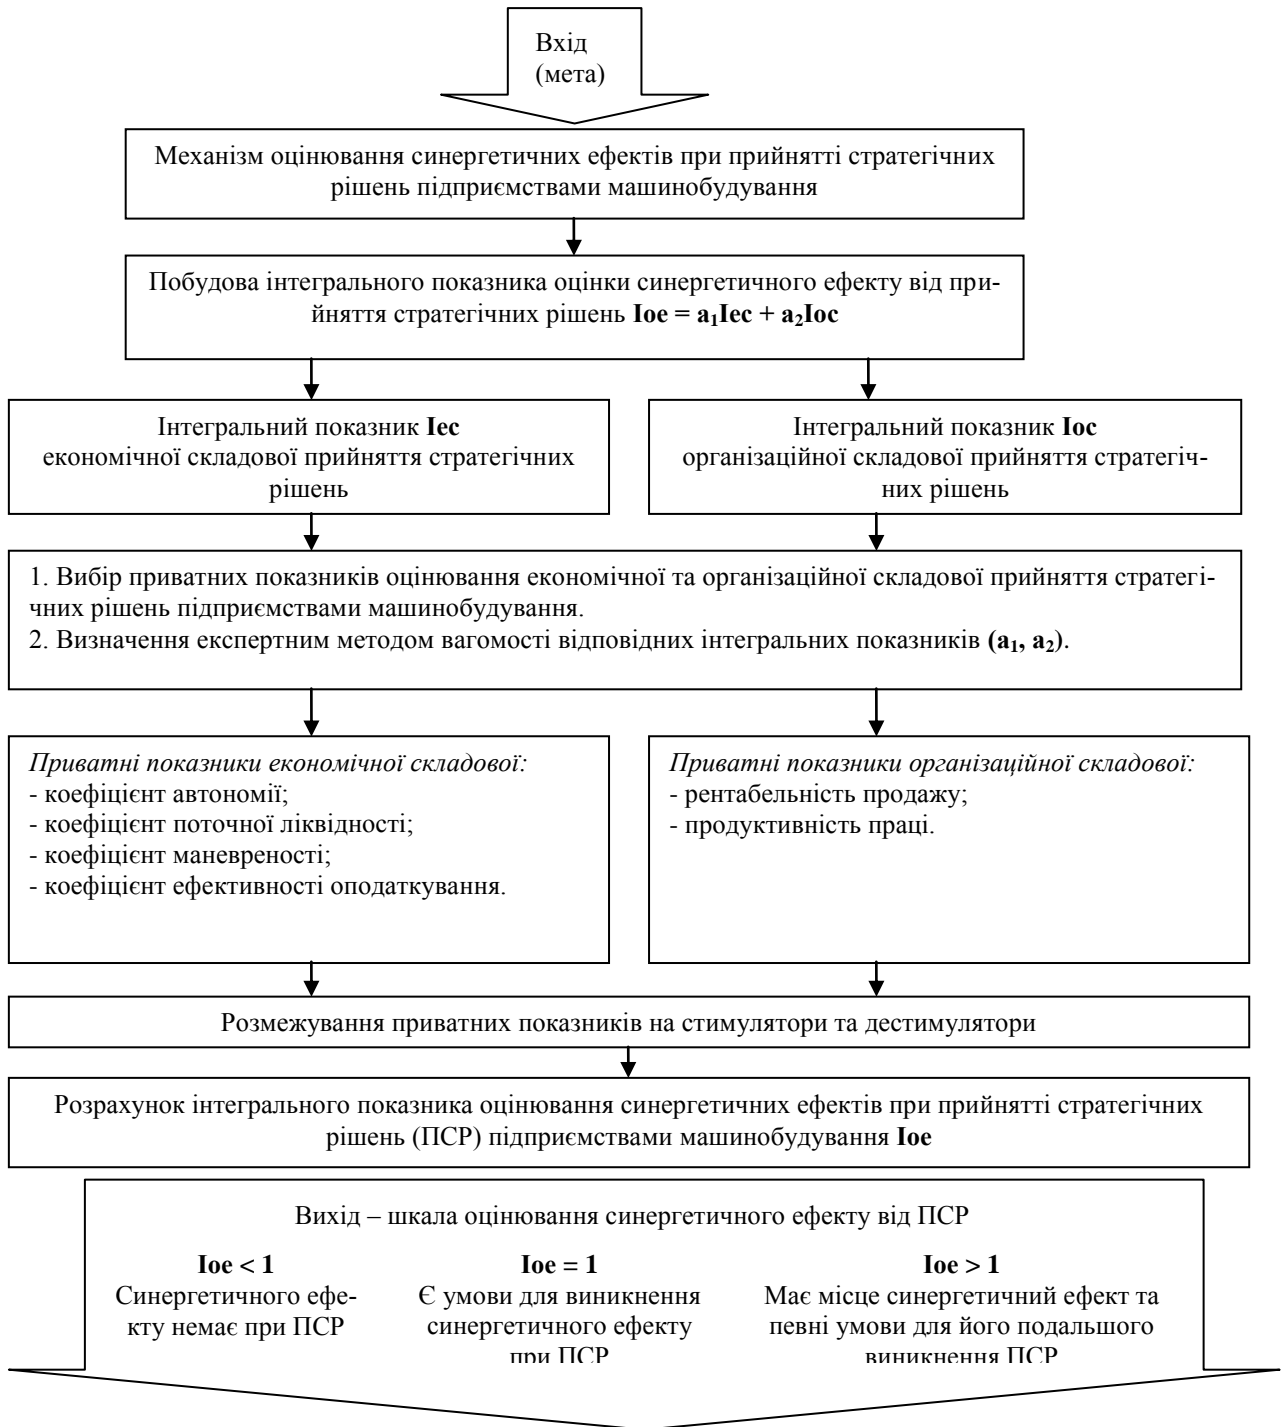 Вхід
(мета)
Механізм оцінювання синергетичних ефектів при прийнятті стратегічних
рішень підприємствами машинобудування
Побудова інтегрального показника оцінки синергетичного ефекту від при-
йняття стратегічних рішень Ioe = a₁Iec + a₂Ioc
Інтегральний показник Iec
економічної складової прийняття стратегічних
рішень
Інтегральний показник Ioc
організаційної складової прийняття стратегіч-
них рішень
1. Вибір приватних показників оцінювання економічної та організаційної складової прийняття стратегі-
чних рішень підприємствами машинобудування.
2. Визначення експертним методом вагомості відповідних інтегральних показників (a₁, a₂).
Приватні показники економічної складової:
- коефіцієнт автономії;
- коефіцієнт поточної ліквідності;
- коефіцієнт маневреності;
- коефіцієнт ефективності оподаткування.
Приватні показники організаційної складової:
- рентабельність продажу;
- продуктивність праці.
Розмежування приватних показників на стимулятори та дестимулятори
Розрахунок інтегрального показника оцінювання синергетичних ефектів при прийнятті стратегічних
рішень (ПСР) підприємствами машинобудування Ioe
Вихід – шкала оцінювання синергетичного ефекту від ПСР
Ioe < 1
Синергетичного ефе-
кту немає при ПСР
Ioe = 1
Є умови для виникнення
синергетичного ефекту
при ПСР
Ioe > 1
Має місце синергетичний ефект та
певні умови для його подальшого
виникнення ПСР